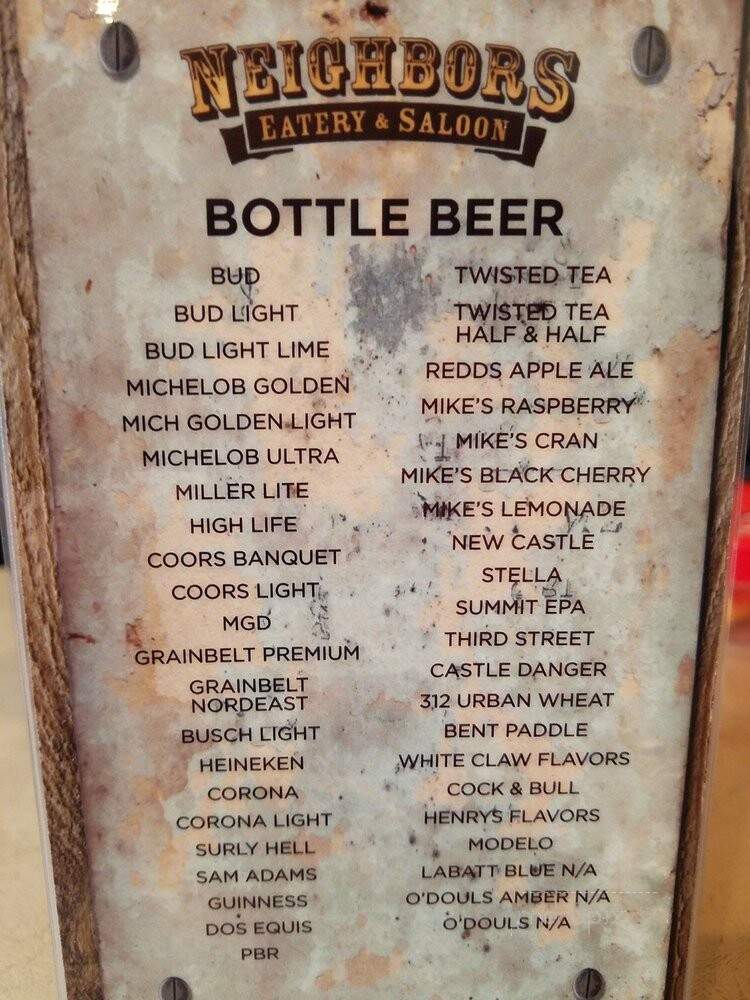 NEIGHBORS
EATERY & SALOON
BOTTLE BEER
BUD
BUD LIGHT
BUD LIGHT LIME
MICHELOB GOLDEN
MICH GOLDEN LIGHT
MICHELOB ULTRA
MILLER LITE
HIGH LIFE
COORS BANQUET
COORS LIGHT
MGD
GRAINBELT PREMIUM
GRAINBELT
NORDEAST
BUSCH LIGHT
HEINEKEN
CORONA
CORONA LIGHT
SURLY HELL
SAM ADAMS
GUINNESS
DOS EQUIS
PBR
TWISTED TEA
TWISTED TEA
HALF & HALF
REDDS APPLE ALE
MIKE'S RASPBERRY
MIKE'S CRAN
MIKE'S BLACK CHERRY
MIKE'S LEMONADE
NEW CASTLE
STELLA
SUMMIT EPA
THIRD STREET
CASTLE DANGER
312 URBAN WHEAT
BENT PADDLE
WHITE CLAW FLAVORS
COCK & BULL
HENRYS FLAVORS
MODELO
LABATT BLUE N/A
O'DOULS AMBER N/A
O'DOULS N/A